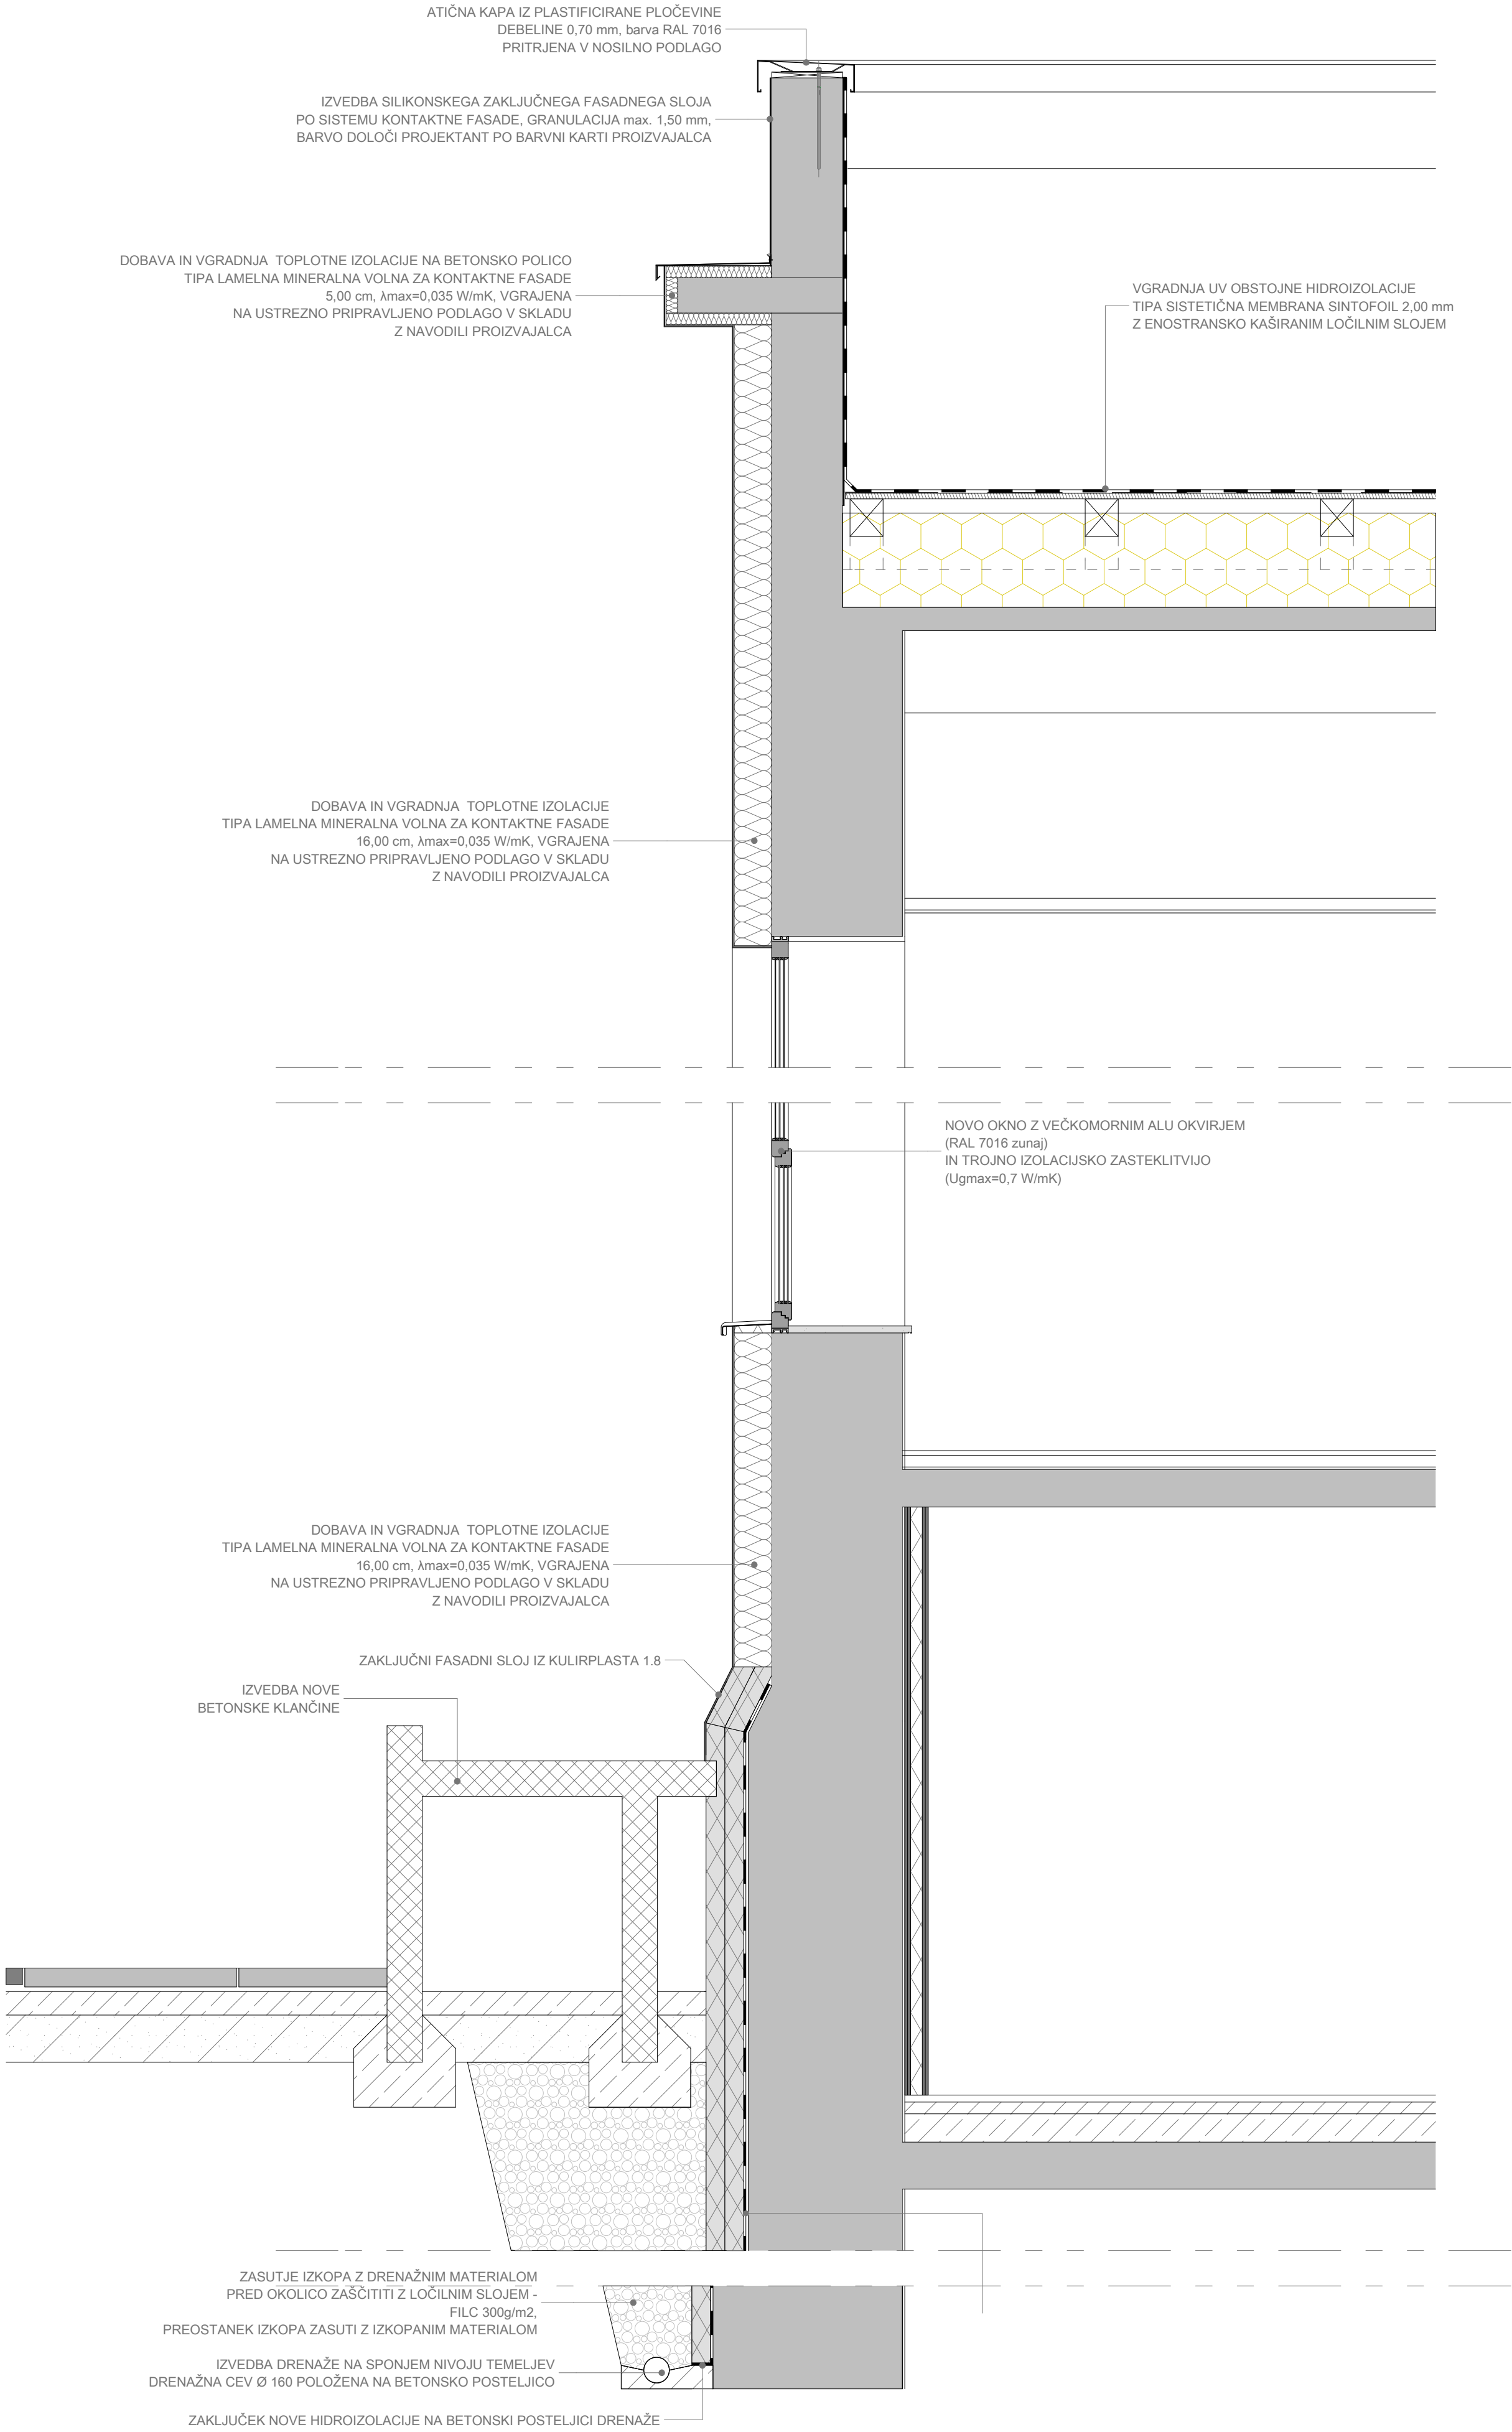 ATIČNA KAPA IZ PLASTIFICIRANE PLOČEVINE
DEBELINE 0,70 mm, barva RAL 7016
PRITRJENA V NOSILNO PODLAGO
IZVEDBA SILIKONSKEGA ZAKLJUČNEGA FASADNEGA SLOJA
PO SISTEMU KONTAKTNE FASADE, GRANULACIJA max. 1,50 mm,
BARVO DOLOČI PROJEKTANT PO BARVNI KARTI PROIZVAJALCA
DOBAVA IN VGRADNJA TOPLOTNE IZOLACIJE NA BETONSKO POLICO
TIPA LAMELNA MINERALNA VOLNA ZA KONTAKTNE FASADE
5,00 cm, λmax=0,035 W/mK, VGRAJENA
NA USTREZNO PRIPRAVLJENO PODLAGO V SKLADU
Z NAVODILI PROIZVAJALCA
VGRADNJA UV OBSTOJNE HIDROIZOLACIJE
TIPA SISTETIČNA MEMBRANA SINTOFOIL 2,00 mm
Z ENOSTRANSKO KAŠIRANIM LOČILNIM SLOJEM
DOBAVA IN VGRADNJA TOPLOTNE IZOLACIJE
TIPA LAMELNA MINERALNA VOLNA ZA KONTAKTNE FASADE
16,00 cm, λmax=0,035 W/mK, VGRAJENA
NA USTREZNO PRIPRAVLJENO PODLAGO V SKLADU
Z NAVODILI PROIZVAJALCA
NOVO OKNO Z VEČKOMORNIM ALU OKVIRJEM
(RAL 7016 zunaj)
IN TROJNO IZOLACIJSKO ZASTEKLITVIJO
(Ugmax=0,7 W/mK)
DOBAVA IN VGRADNJA TOPLOTNE IZOLACIJE
TIPA LAMELNA MINERALNA VOLNA ZA KONTAKTNE FASADE
16,00 cm, λmax=0,035 W/mK, VGRAJENA
NA USTREZNO PRIPRAVLJENO PODLAGO V SKLADU
Z NAVODILI PROIZVAJALCA
ZAKLJUČNI FASADNI SLOJ IZ KULIRPLASTA 1.8
IZVEDBA NOVE
BETONSKE KLANČINE
ZASUTJE IZKOPA Z DRENAŽNIM MATERIALOM
PRED OKOLICO ZAŠČITITI Z LOČILNIM SLOJEM -
FILC 300g/m2,
PREOSTANEK IZKOPA ZASUTI Z IZKOPANIM MATERIALOM
IZVEDBA DRENAŽE NA SPONJEM NIVOJU TEMELJEV
DRENAŽNA CEV Ø 160 POLOŽENA NA BETONSKO POSTELJICO
ZAKLJUČEK NOVE HIDROIZOLACIJE NA BETONSKI POSTELJICI DRENAŽE